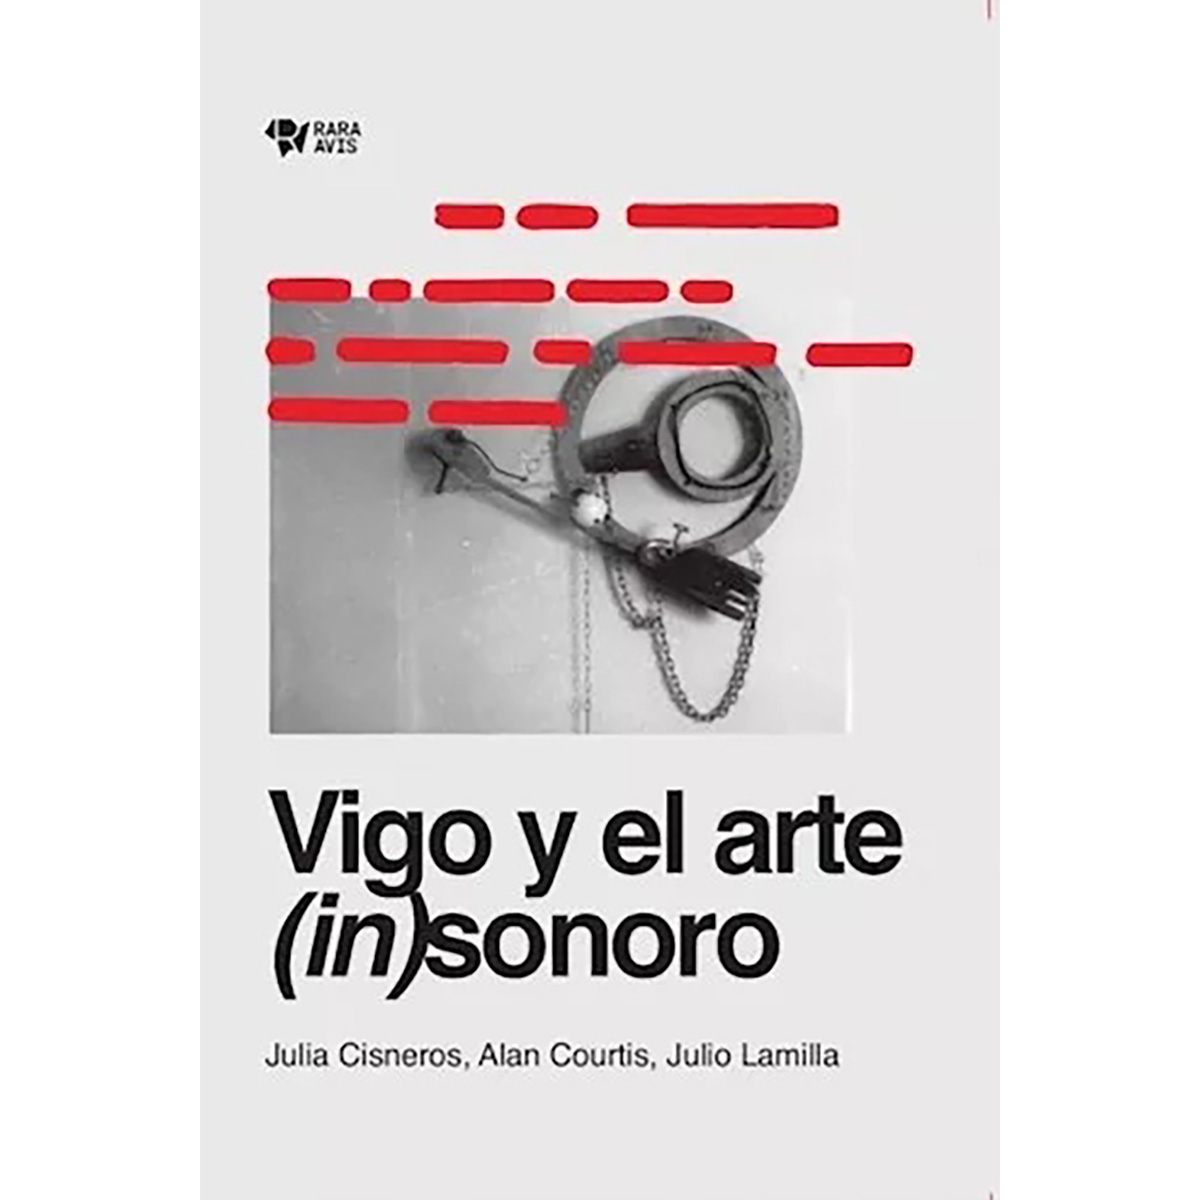 RARA
AVIS
Vigo y el arte
(in)sonoro
Julia Cisneros, Alan Courtis, Julio Lamilla